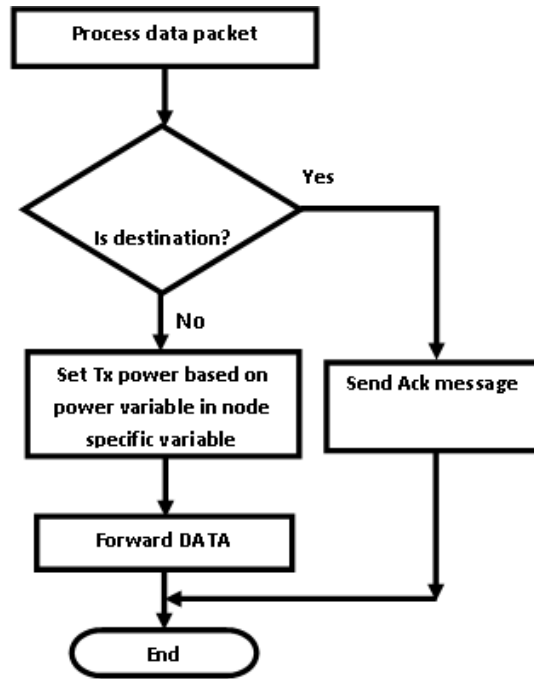 Process data packet
Yes
Is destination?
No
Set Tx power based on
power variable in node
specific variable
Send Ack message
Forward DATA
End